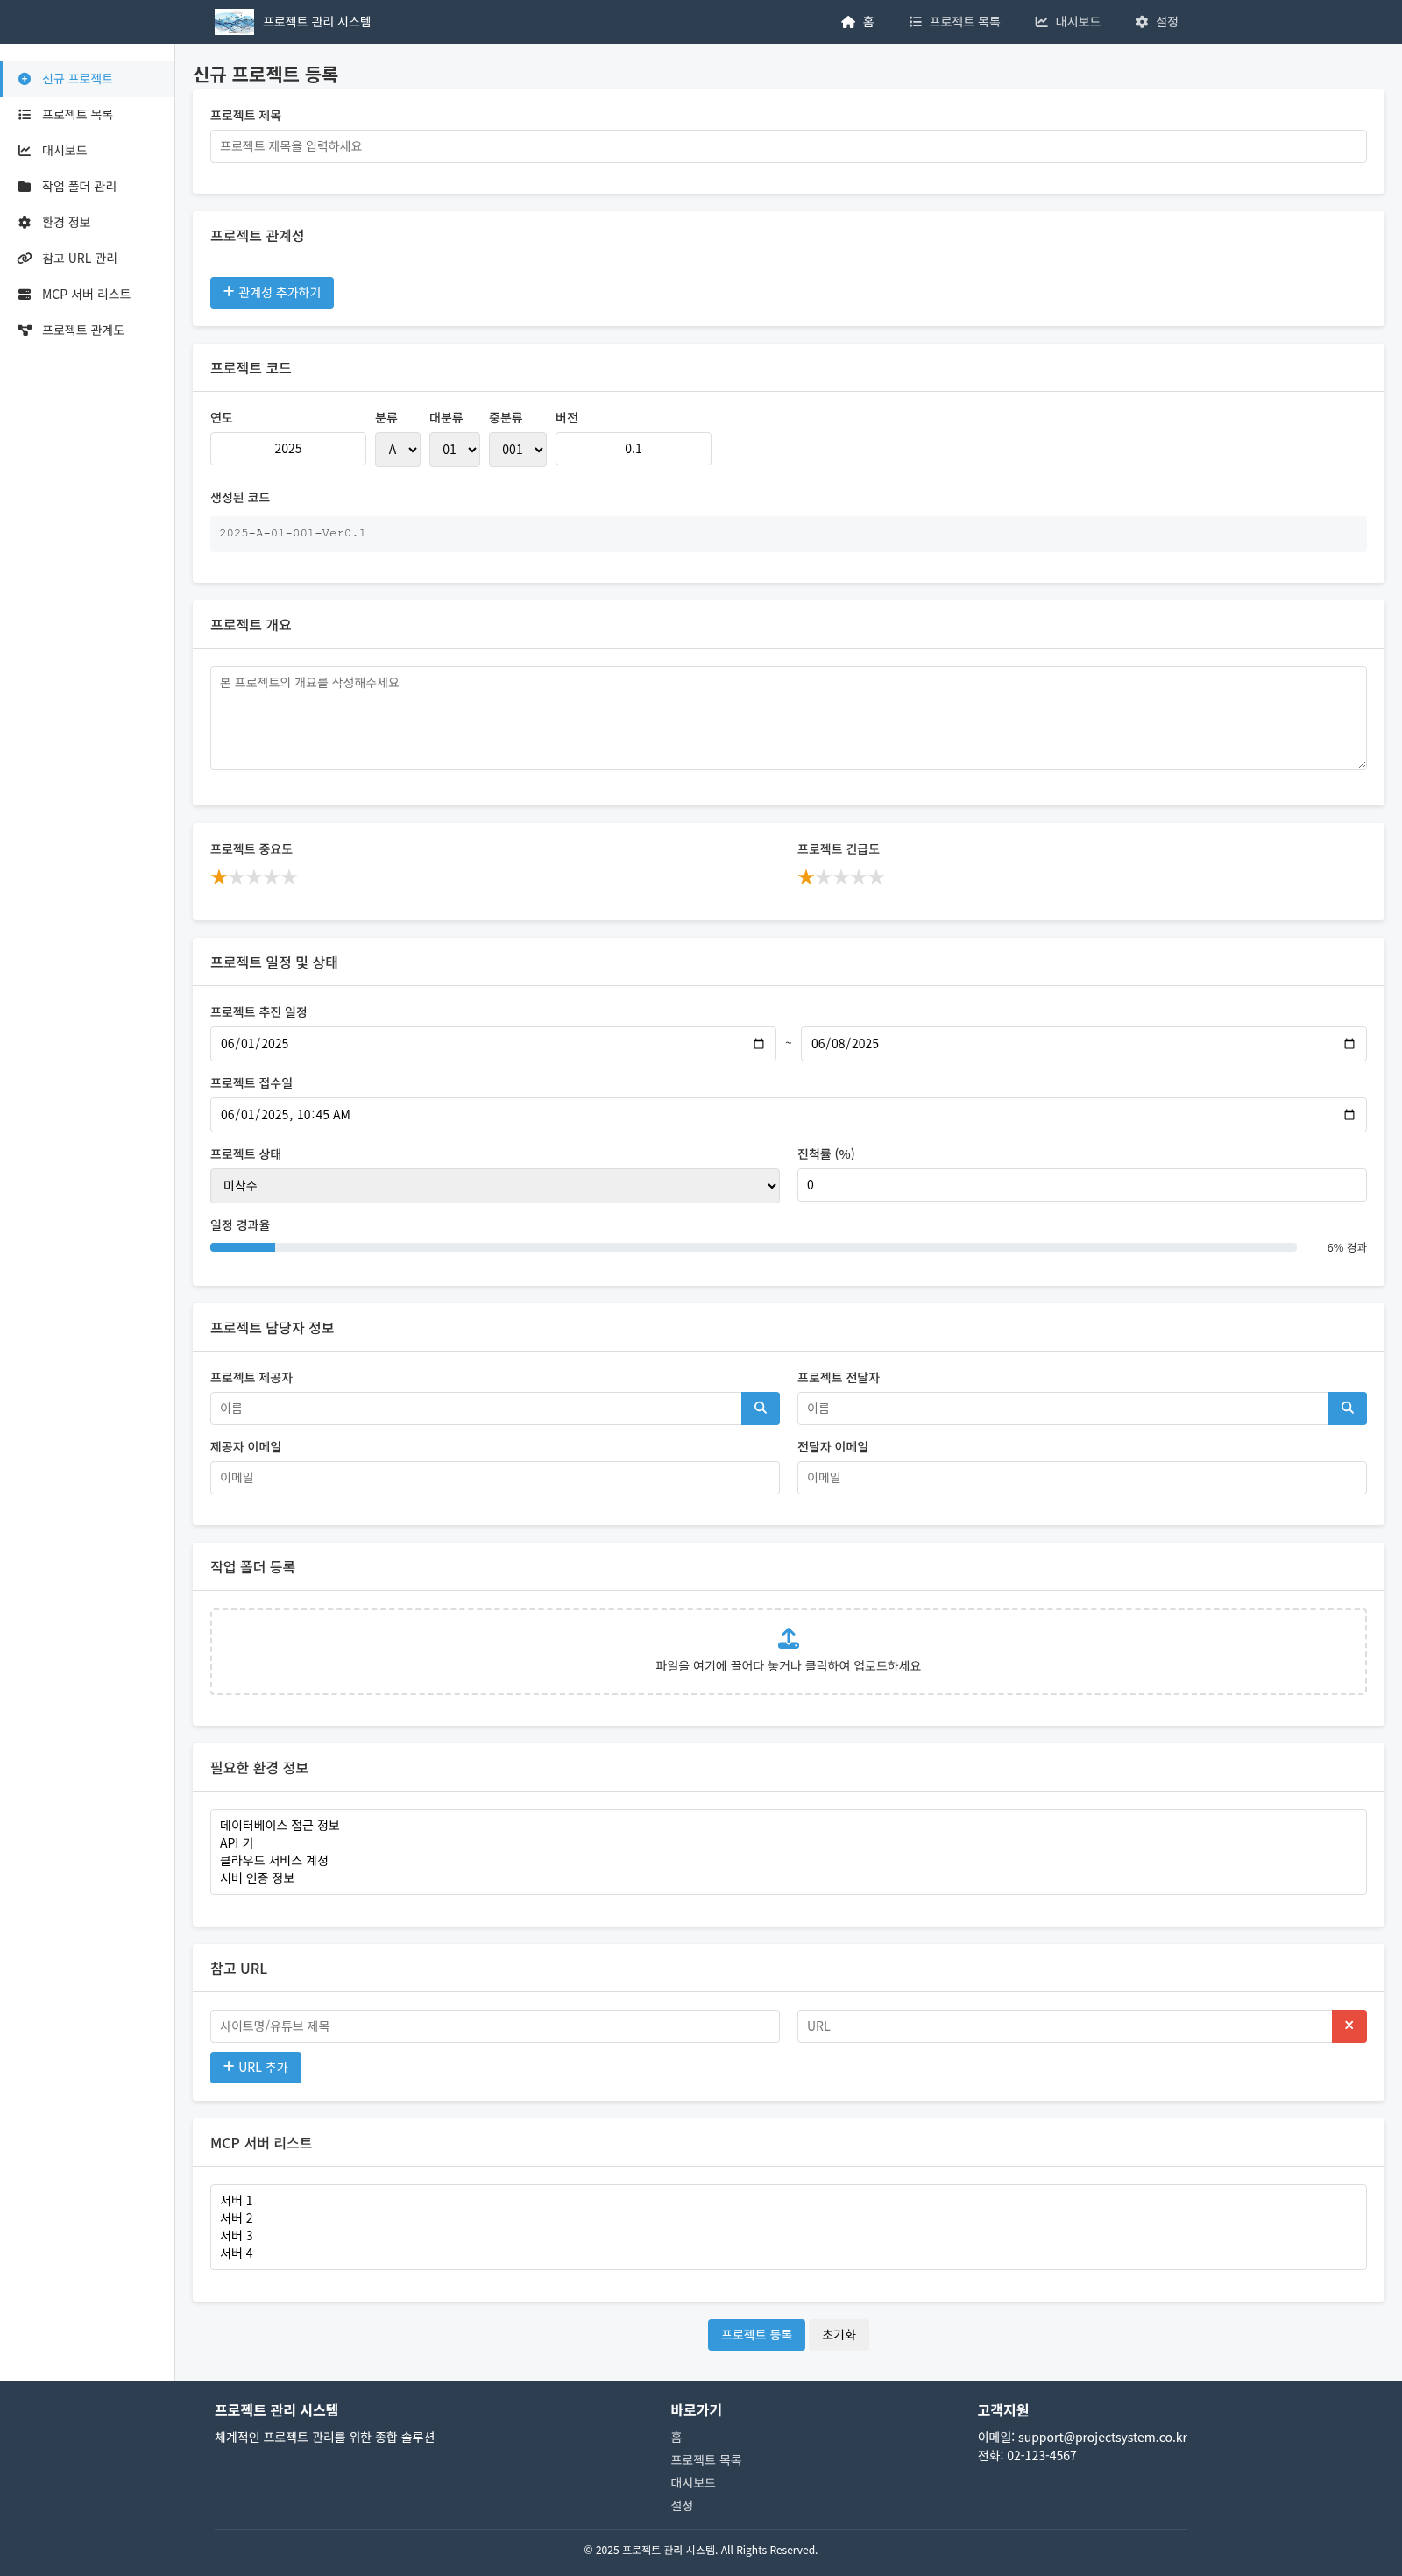 프로젝트 관리 시스템
홈
프로젝트 목록
대시보드
설정
신규 프로젝트
프로젝트 목록
대시보드
작업 폴더 관리
환경 정보
참고 URL 관리
MCP 서버 리스트
프로젝트 관계도
신규 프로젝트 등록
프로젝트 제목
프로젝트 제목을 입력하세요
프로젝트 관계성
+ 관계성 추가하기
프로젝트 코드
연도 분류 대분류 중분류 버전
2025 A 01 001 0.1
생성된 코드
2025-A-01-001-Ver0.1
프로젝트 개요
본 프로젝트의 개요를 작성해주세요
프로젝트 중요도 프로젝트 긴급도
프로젝트 일정 및 상태
프로젝트 추진 일정
06/01/2025 ~ 06/08/2025
프로젝트 접수일
06/01/2025, 10:45 AM
프로젝트 상태 진척률 (%)
미착수 0
일정 경과율
6% 경과
프로젝트 담당자 정보
프로젝트 제공자 프로젝트 전달자
이름 이름
제공자 이메일 전달자 이메일
이메일 이메일
작업 폴더 등록
파일을 여기에 끌어다 놓거나 클릭하여 업로드하세요
필요한 환경 정보
데이터베이스 접근 정보
API 키
클라우드 서비스 계정
서버 인증 정보
참고 URL
사이트명/유튜브 제목 URL
+ URL 추가
MCP 서버 리스트
서버 1
서버 2
서버 3
서버 4
프로젝트 등록 초기화
프로젝트 관리 시스템
체계적인 프로젝트 관리를 위한 종합 솔루션
바로가기
홈
프로젝트 목록
대시보드
설정
고객지원
이메일: support@projectsystem.co.kr
전화: 02-123-4567
© 2025 프로젝트 관리 시스템. All Rights Reserved.